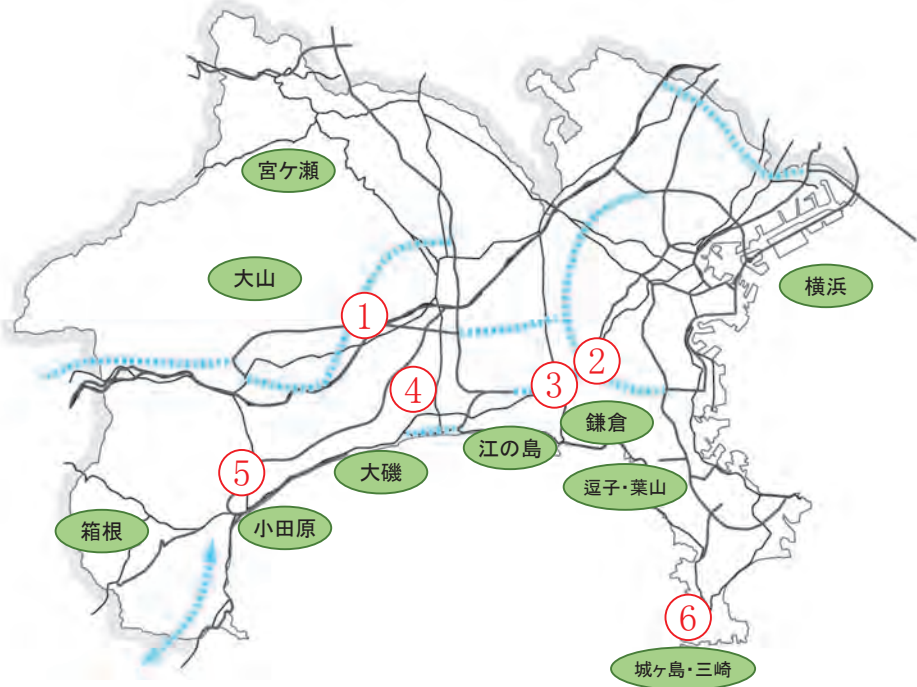 宮ケ瀬
大山
横浜
①
②
③
④
鎌倉
江の島
大磯
⑤
逗子・葉山
箱根
小田原
⑥
城ヶ島・三崎